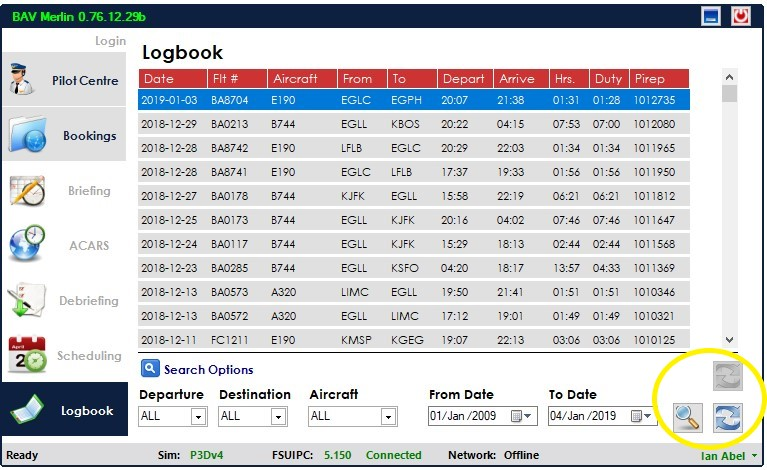 BAV Merlin 0.76.12.29b
Login
Pilot Centre
Bookings
Briefing
ACARS
Debriefing
April
24
Scheduling
Logbook
Logbook
Date Flt # Aircraft From To Depart Arrive Hrs. Duty Pirep
2019-01-03 BA8704 E190 EGLC EGPH 20:07 21:38 01:31 01:28 1012735
2018-12-29 BA0213 B744 EGLL KBOS 20:22 04:15 07:53 07:00 1012080
2018-12-28 BA8742 E190 LFLB EGLC 20:29 22:03 01:34 01:34 1011965
2018-12-28 BA8741 E190 EGLC LFLB 17:37 19:33 01:56 01:56 1011950
2018-12-27 BA0178 B744 KJFK EGLL 15:58 22:19 06:21 06:21 1011812
2018-12-25 BA0173 B744 EGLL KJFK 20:16 04:02 07:46 07:46 1011647
2018-12-24 BA0117 B744 EGLL KJFK 15:29 18:13 02:44 02:44 1011568
2018-12-23 BA0285 B744 EGLL KSFO 04:20 18:17 13:57 04:33 1011369
2018-12-13 BA0573 A320 LIMC EGLL 19:50 21:41 01:51 01:51 1010346
2018-12-13 BA0572 A320 EGLL LIMC 17:12 19:01 01:49 01:49 1010321
2018-12-11 FC1211 E190 KMSP KGEG 19:07 22:13 03:06 03:06 1010125
Search Options
Departure Destination Aircraft From Date To Date
ALL ALL ALL 01/Jan /2009 04/Jan /2019
Ready Sim: P3Dv4 FSUIPC: 5.150 Connected Network: Offline Ian Abel